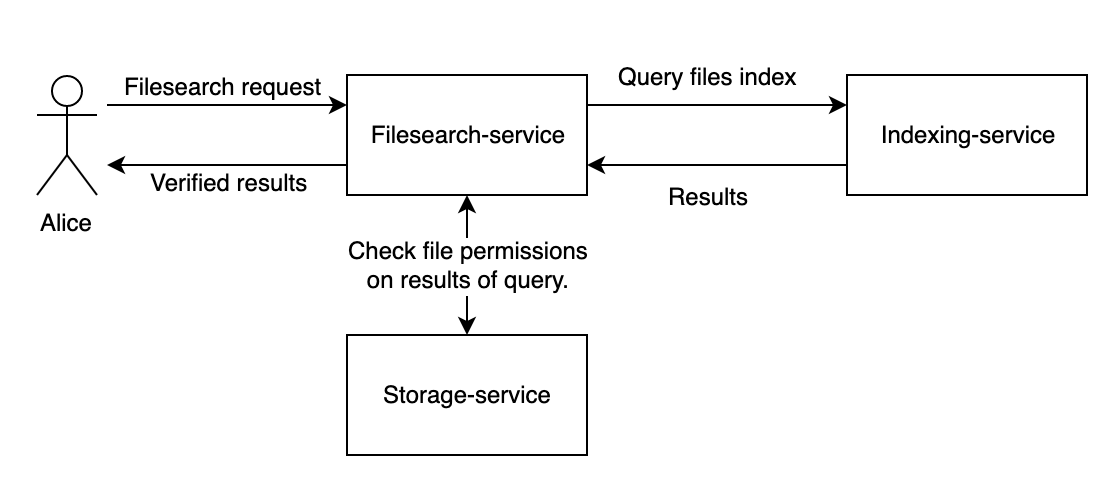 Filesearch request
Query files index
Filesearch-service
Indexing-service
Verified results
Results
Alice
Check file permissions
on results of query.
Storage-service